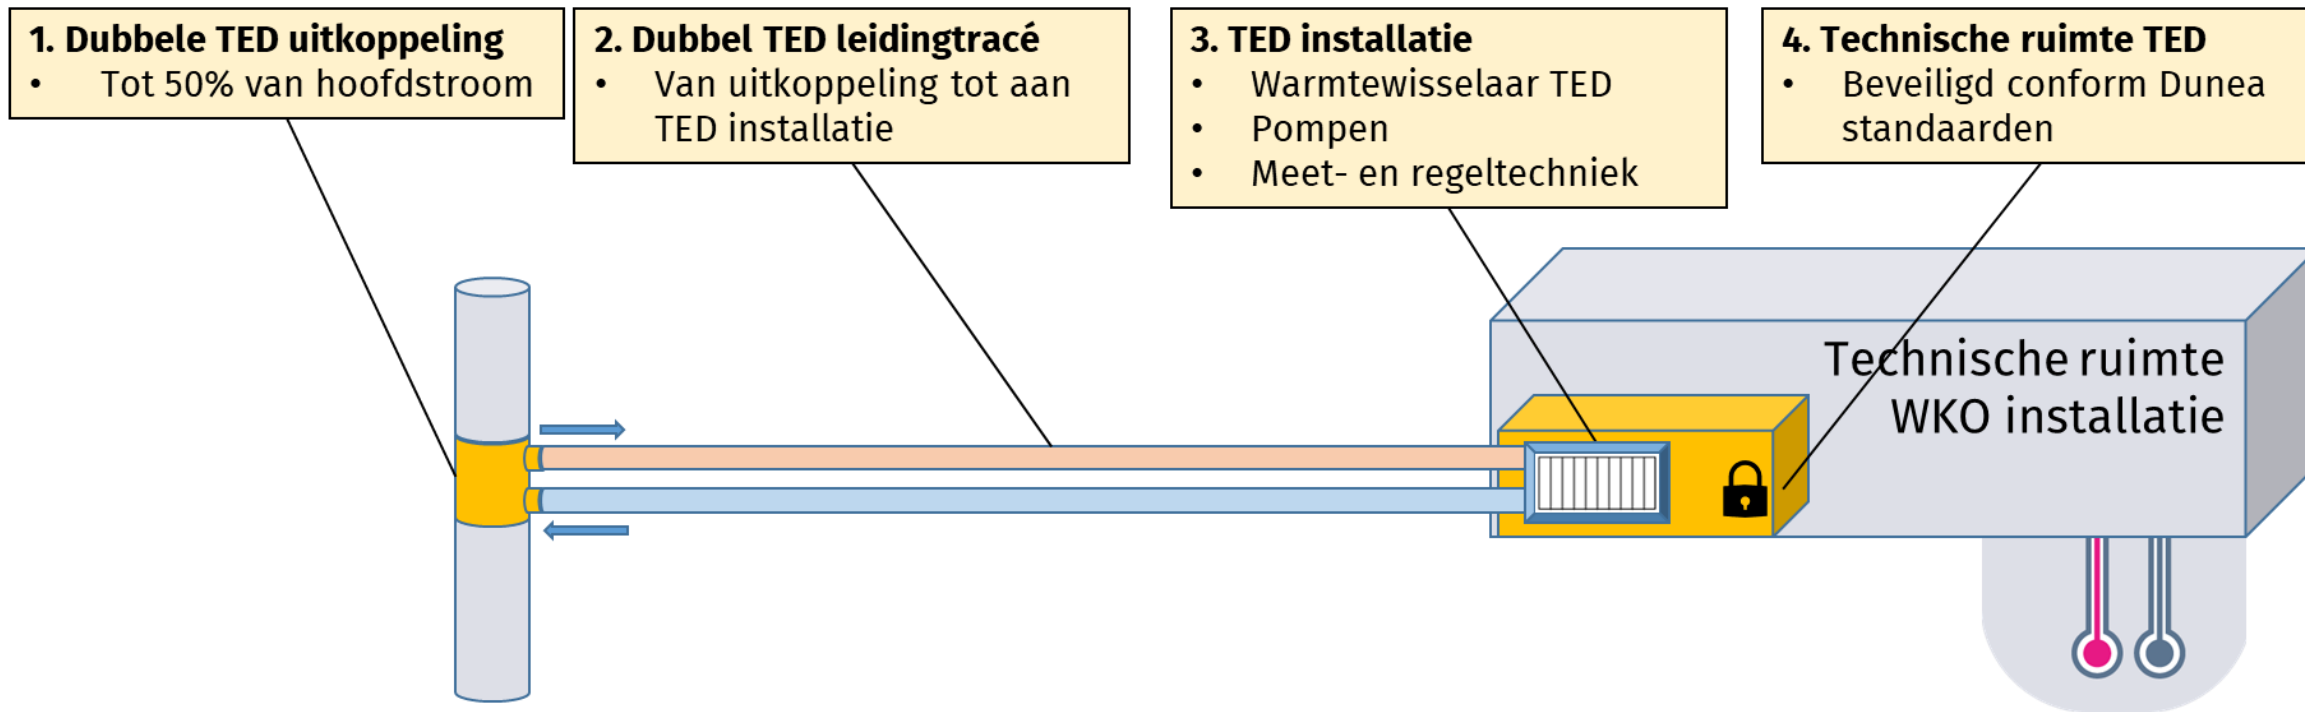 1. Dubbele TED uitkoppeling
• Tot 50% van hoofdstroom
2. Dubbel TED leidingtracé
• Van uitkoppeling tot aan
TED installatie
3. TED installatie
• Warmtewisselaar TED
• Pompen
• Meet- en regeltechniek
4. Technische ruimte TED
• Beveiligd conform Dunea
standaarden
Technische ruimte
WKO installatie